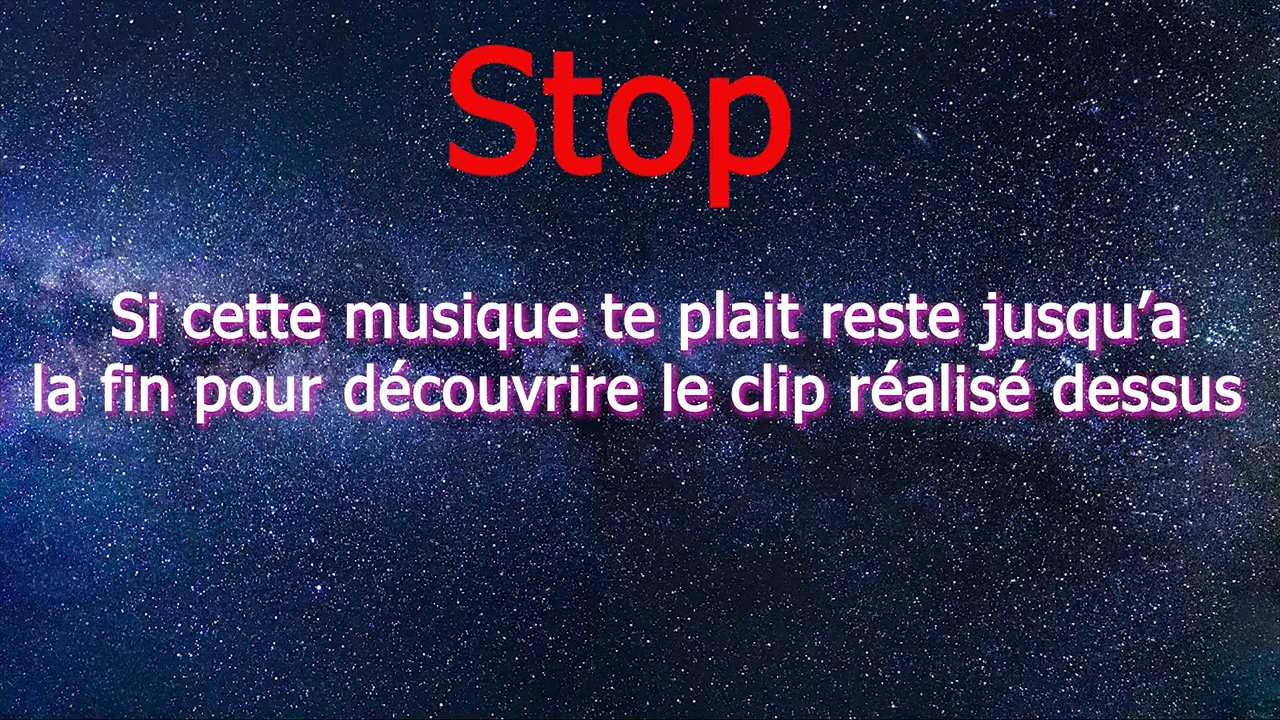 Stop
Si cette musique te plait reste jusqu’a
la fin pour découvrire le clip réalisé dessus